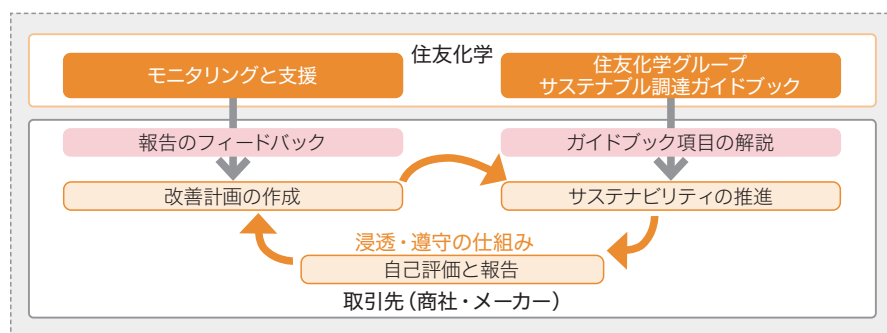 住友化学
モニタリングと支援
住友化学グループ
サステナブル調達ガイドブック
報告のフィードバック
ガイドブック項目の解説
改善計画の作成
サステナビリティの推進
浸透・遵守の仕組み
自己評価と報告
取引先（商社・メーカー）